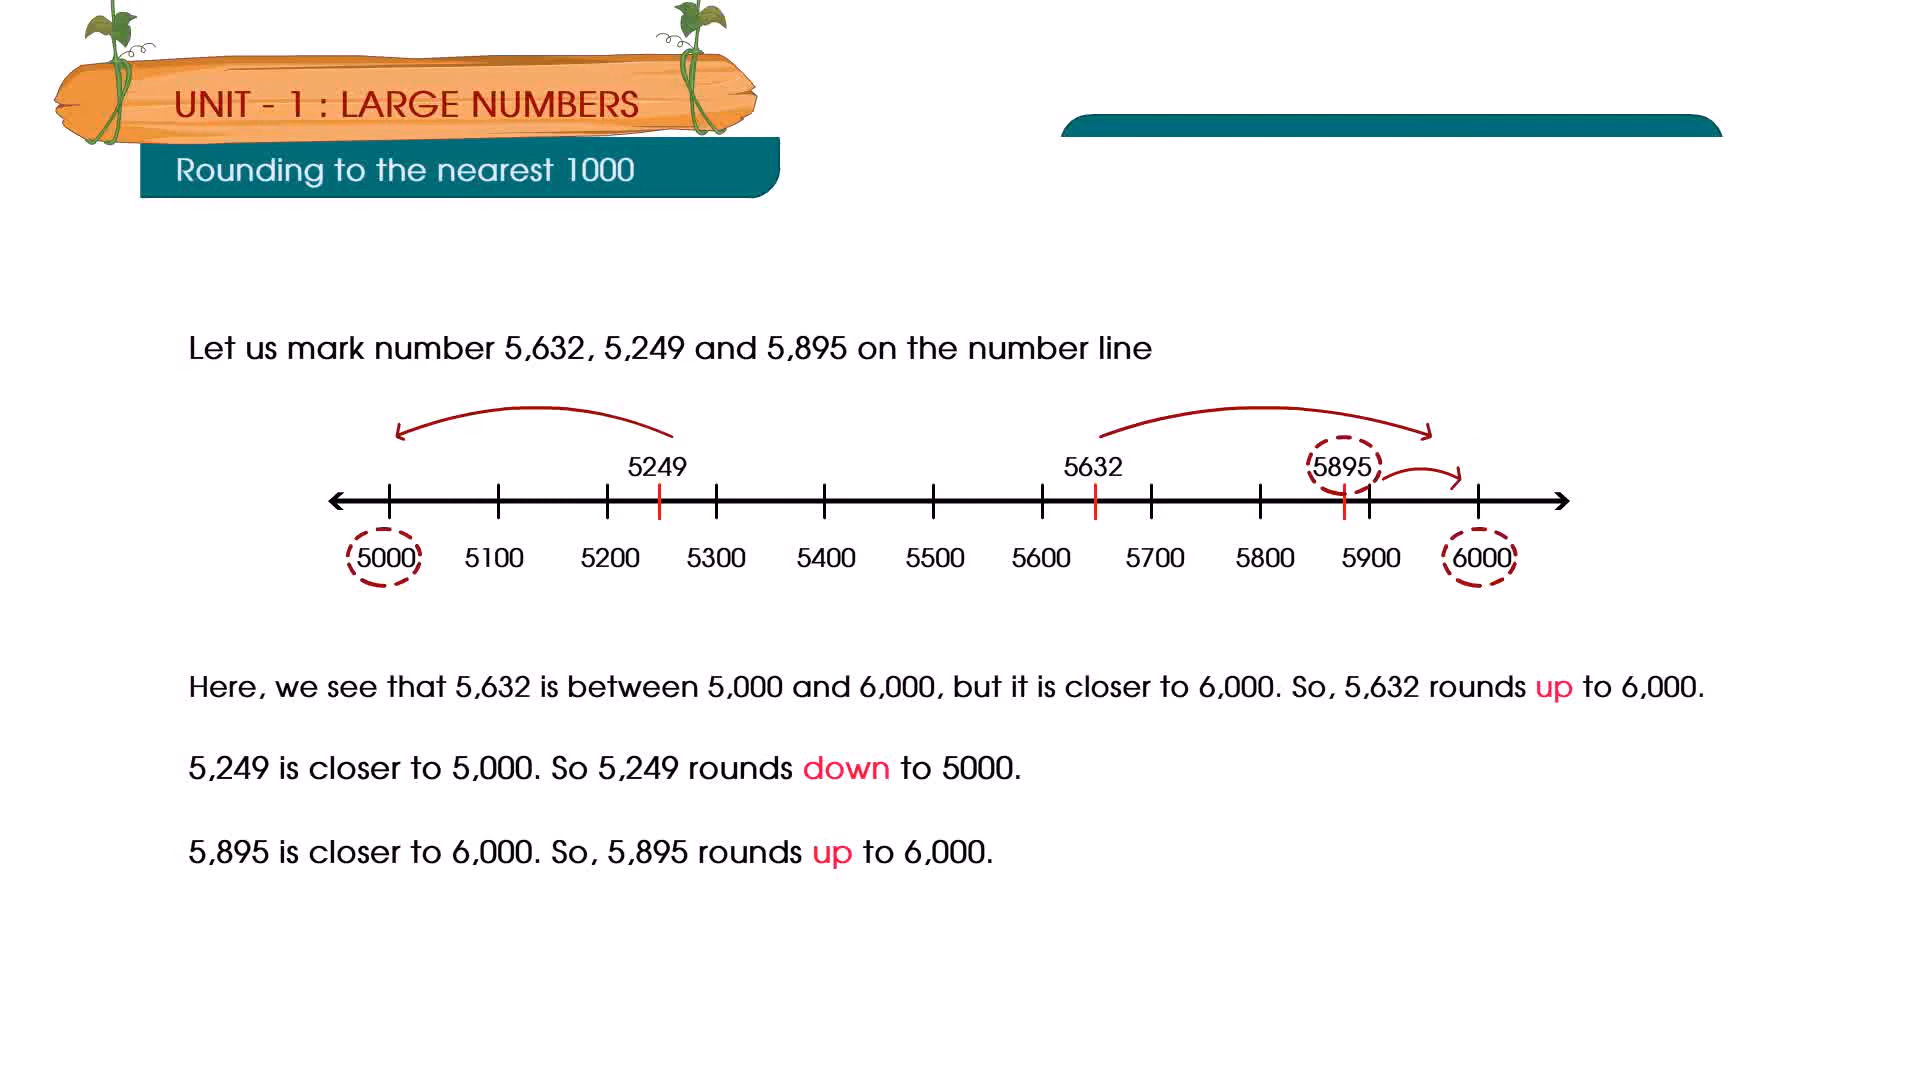 UNIT - 1 : LARGE NUMBERS
Rounding to the nearest 1000
Let us mark number 5,632, 5,249 and 5,895 on the number line
5249 5632 5895
5000 5100 5200 5300 5400 5500 5600 5700 5800 5900 6000
Here, we see that 5,632 is between 5,000 and 6,000, but it is closer to 6,000. So, 5,632 rounds up to 6,000.
5,249 is closer to 5,000. So 5,249 rounds down to 5000.
5,895 is closer to 6,000. So, 5,895 rounds up to 6,000.